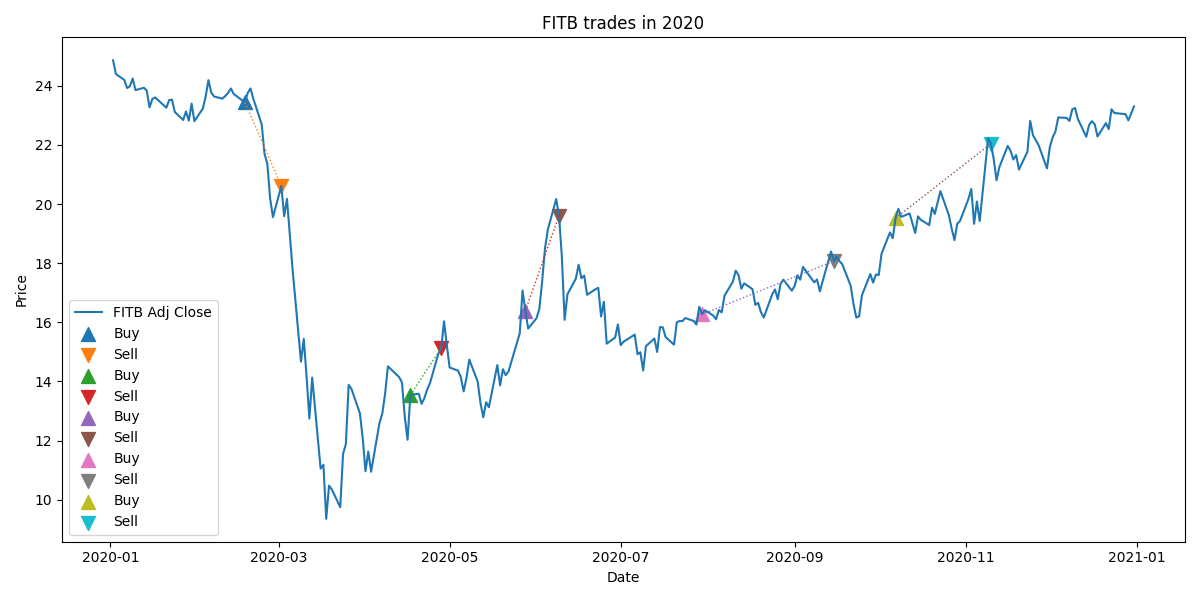 FITB trades in 2020
Price
24
22
20
18
16
14
12
10
FITB Adj Close
Buy
Sell
Buy
Sell
Buy
Sell
Buy
Sell
Buy
Sell
2020-01
2020-03
2020-05
2020-07
2020-09
2020-11
2021-01
Date